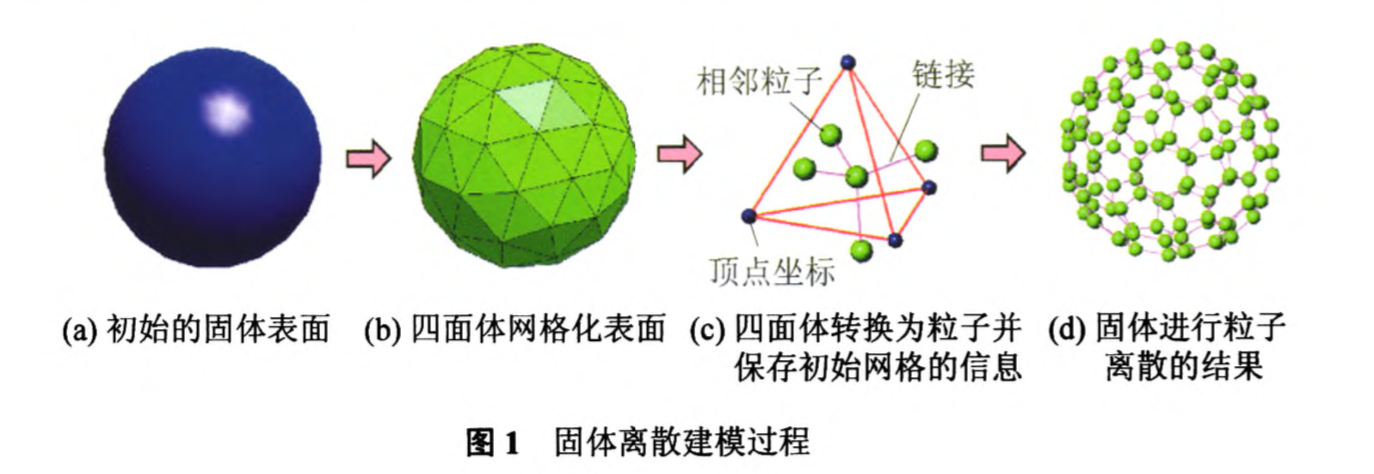 相邻粒子
链接
顶点坐标
(a) 初始的固体表面
(b) 四面体网格化表面
(c) 四面体转换为粒子并
保存初始网格的信息
(d) 固体进行粒子
离散的结果
图 1 固体离散建模过程